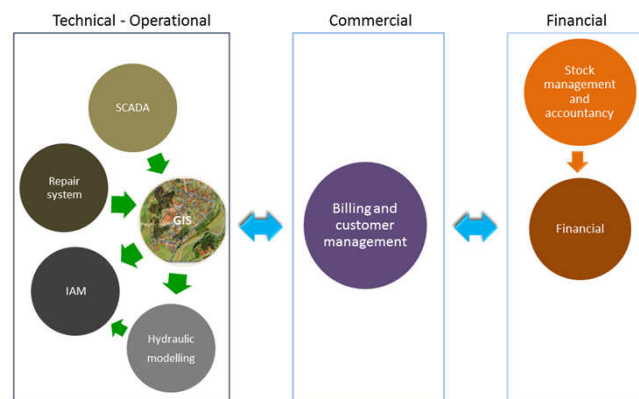 Technical - Operational
SCADA
Repair
system
GIS
IAM
Hydraulic
modelling
Commercial
Billing and
customer
management
Financial
Stock
management
and
accountancy
Financial